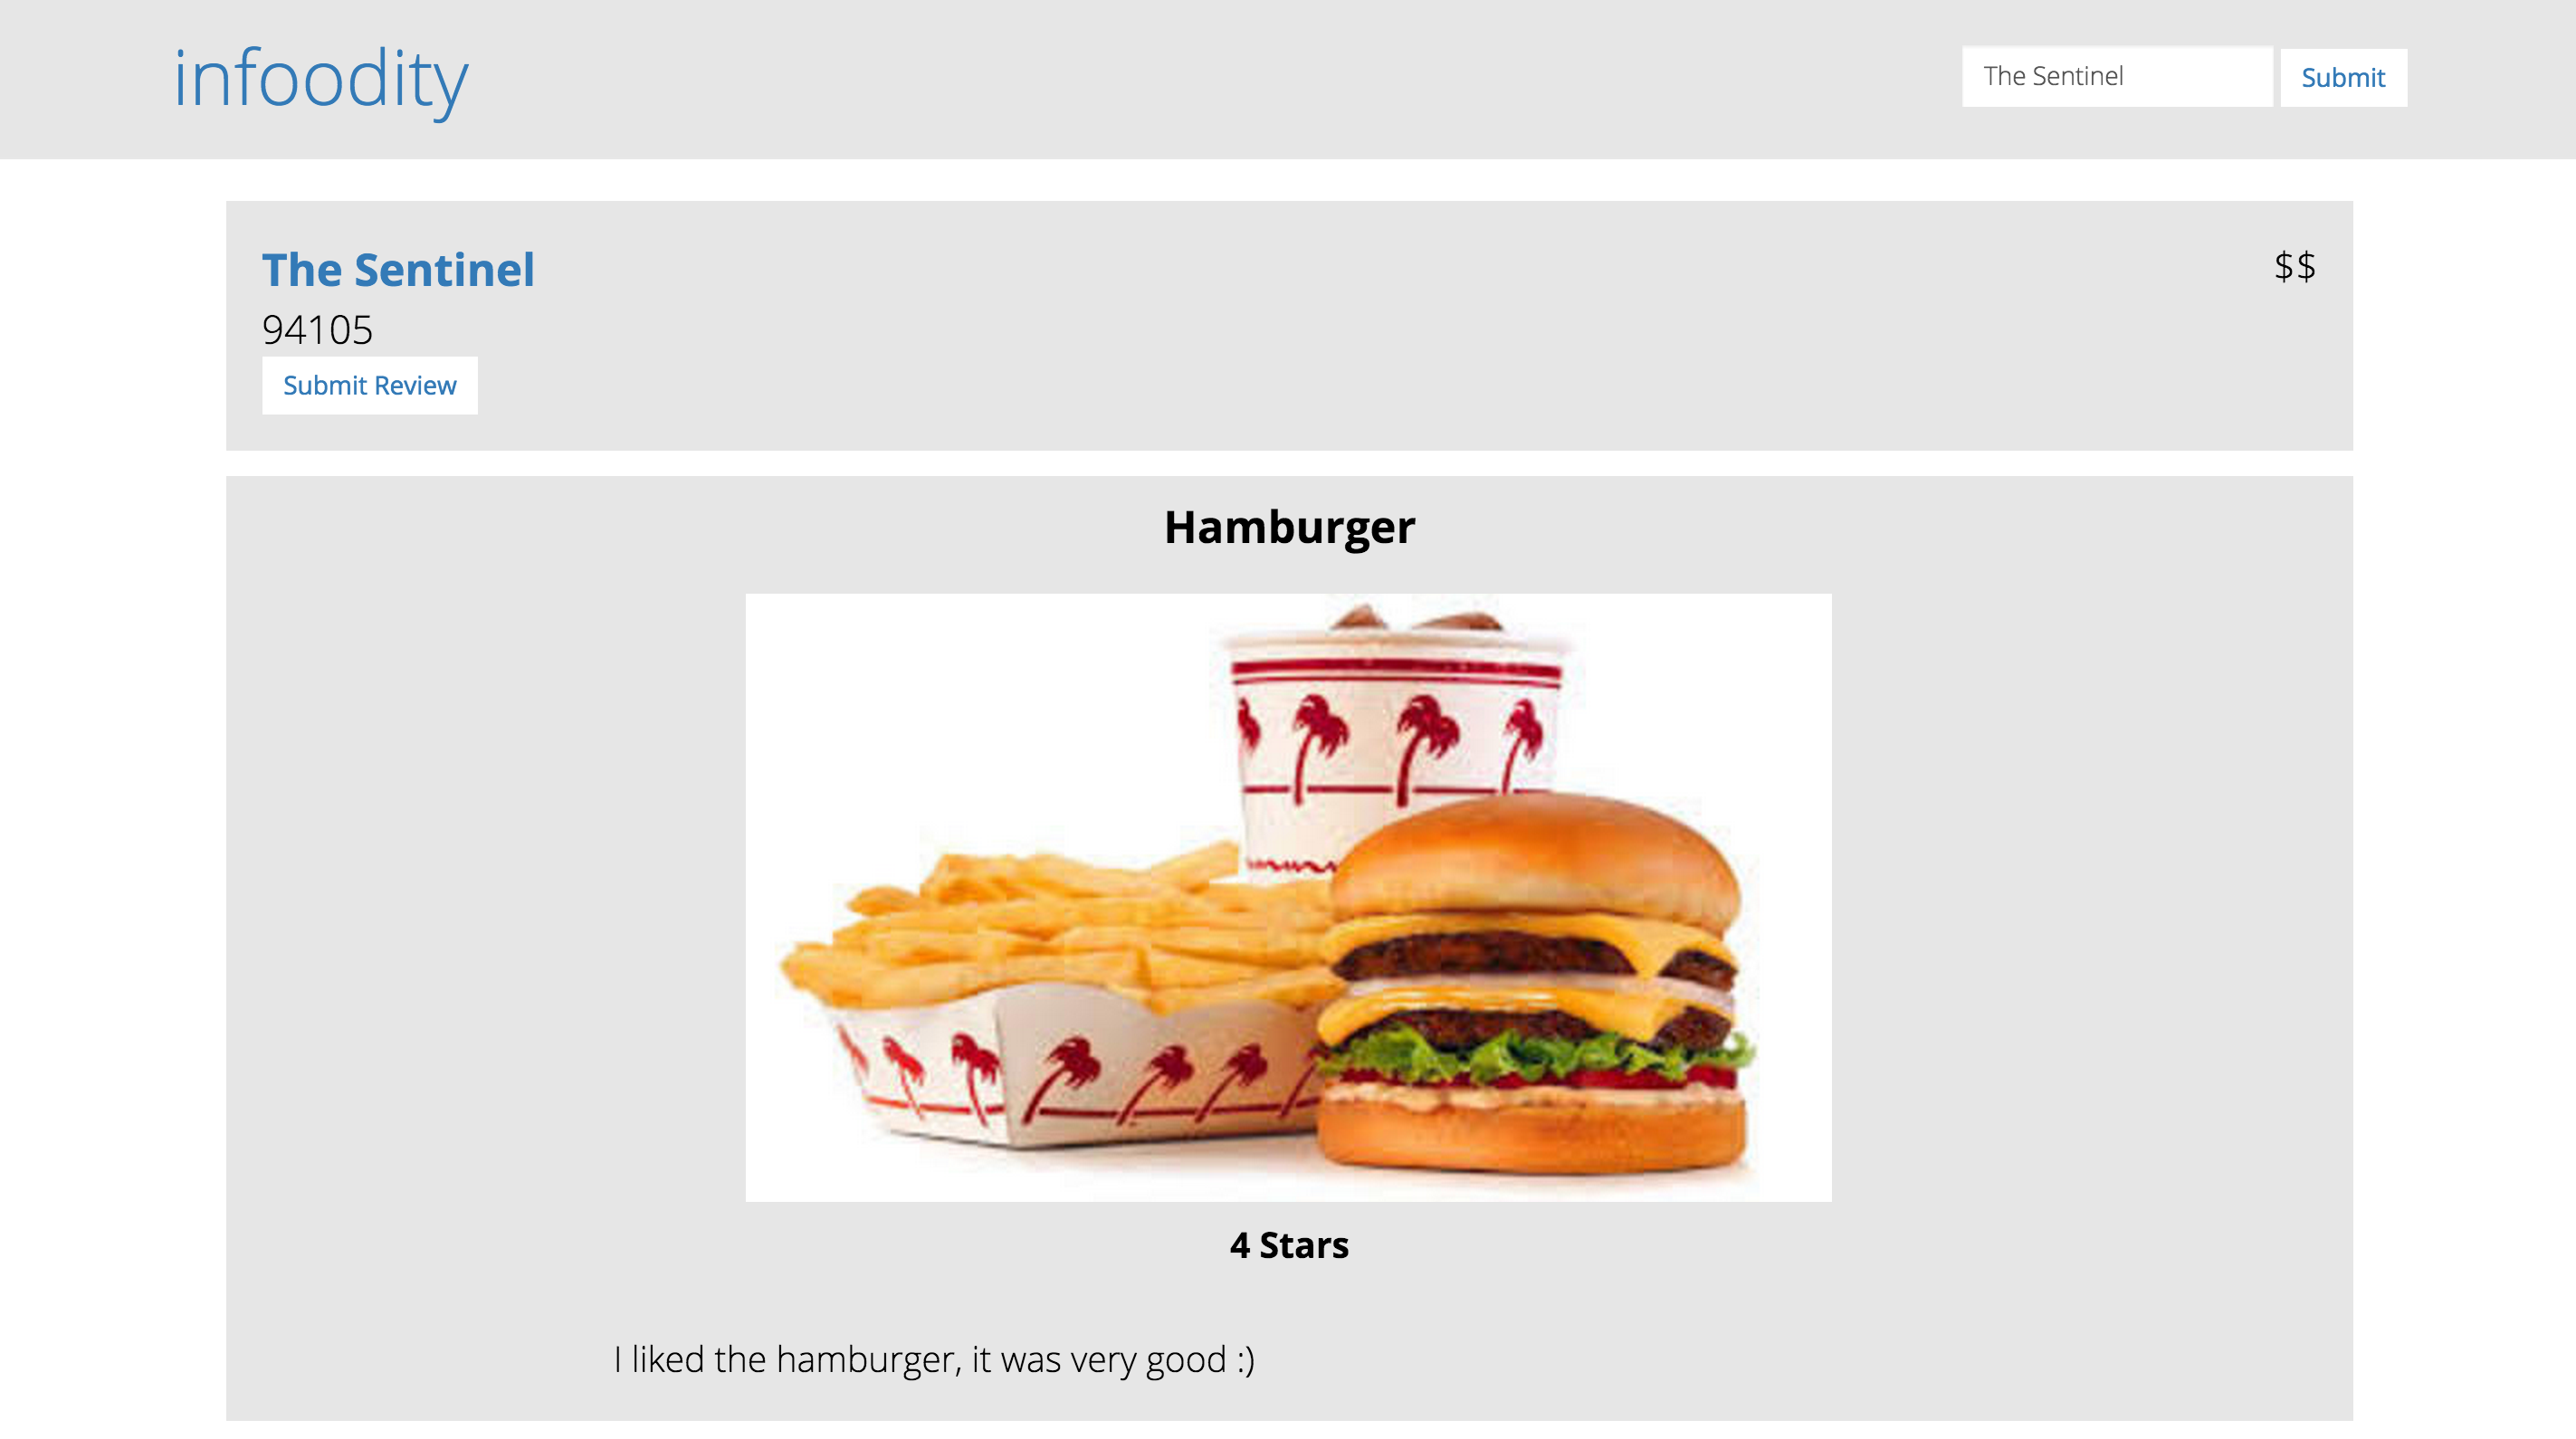 infoodity
The Sentinel
Submit
The Sentinel
$$
94105
Submit Review
Hamburger
4 Stars
I liked the hamburger, it was very good :)